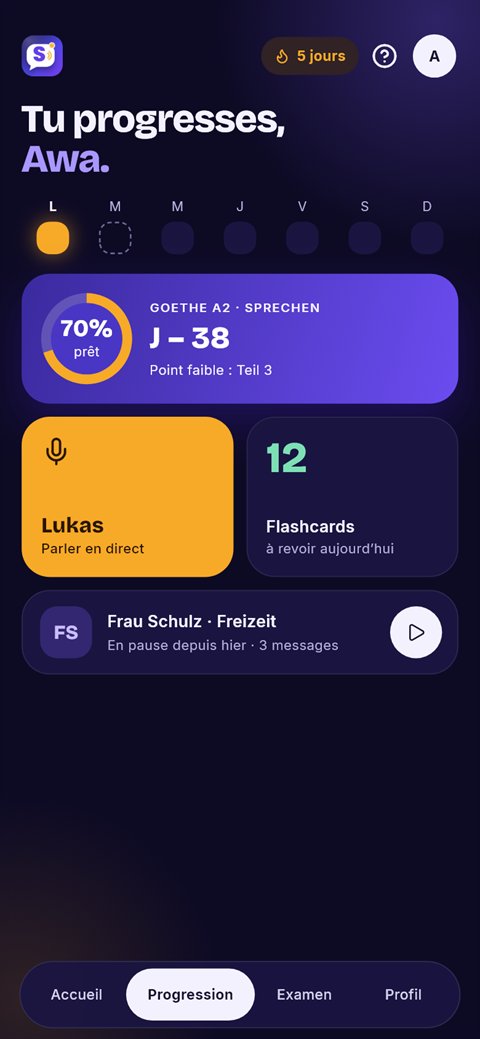 S
5 jours
A
Tu progresses,
Awa.
L M M J V S D
70%
prêt
GOETHE A2 · SPRECHEN
J – 38
Point faible : Teil 3
Lukas
Parler en direct
12
Flashcards
à revoir aujourd’hui
FS
Frau Schulz · Freizeit
En pause depuis hier · 3 messages
Accueil Progression Examen Profil